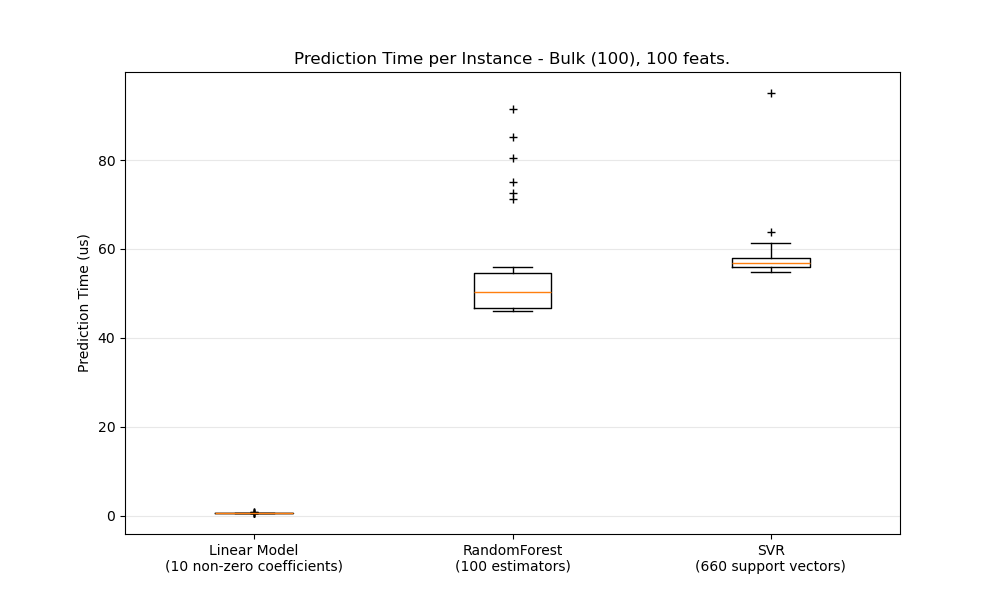 Prediction Time per Instance - Bulk (100), 100 feats.
Prediction Time (us)
80
60
40
20
0
Linear Model
(10 non-zero coefficients)
RandomForest
(100 estimators)
SVR
(660 support vectors)